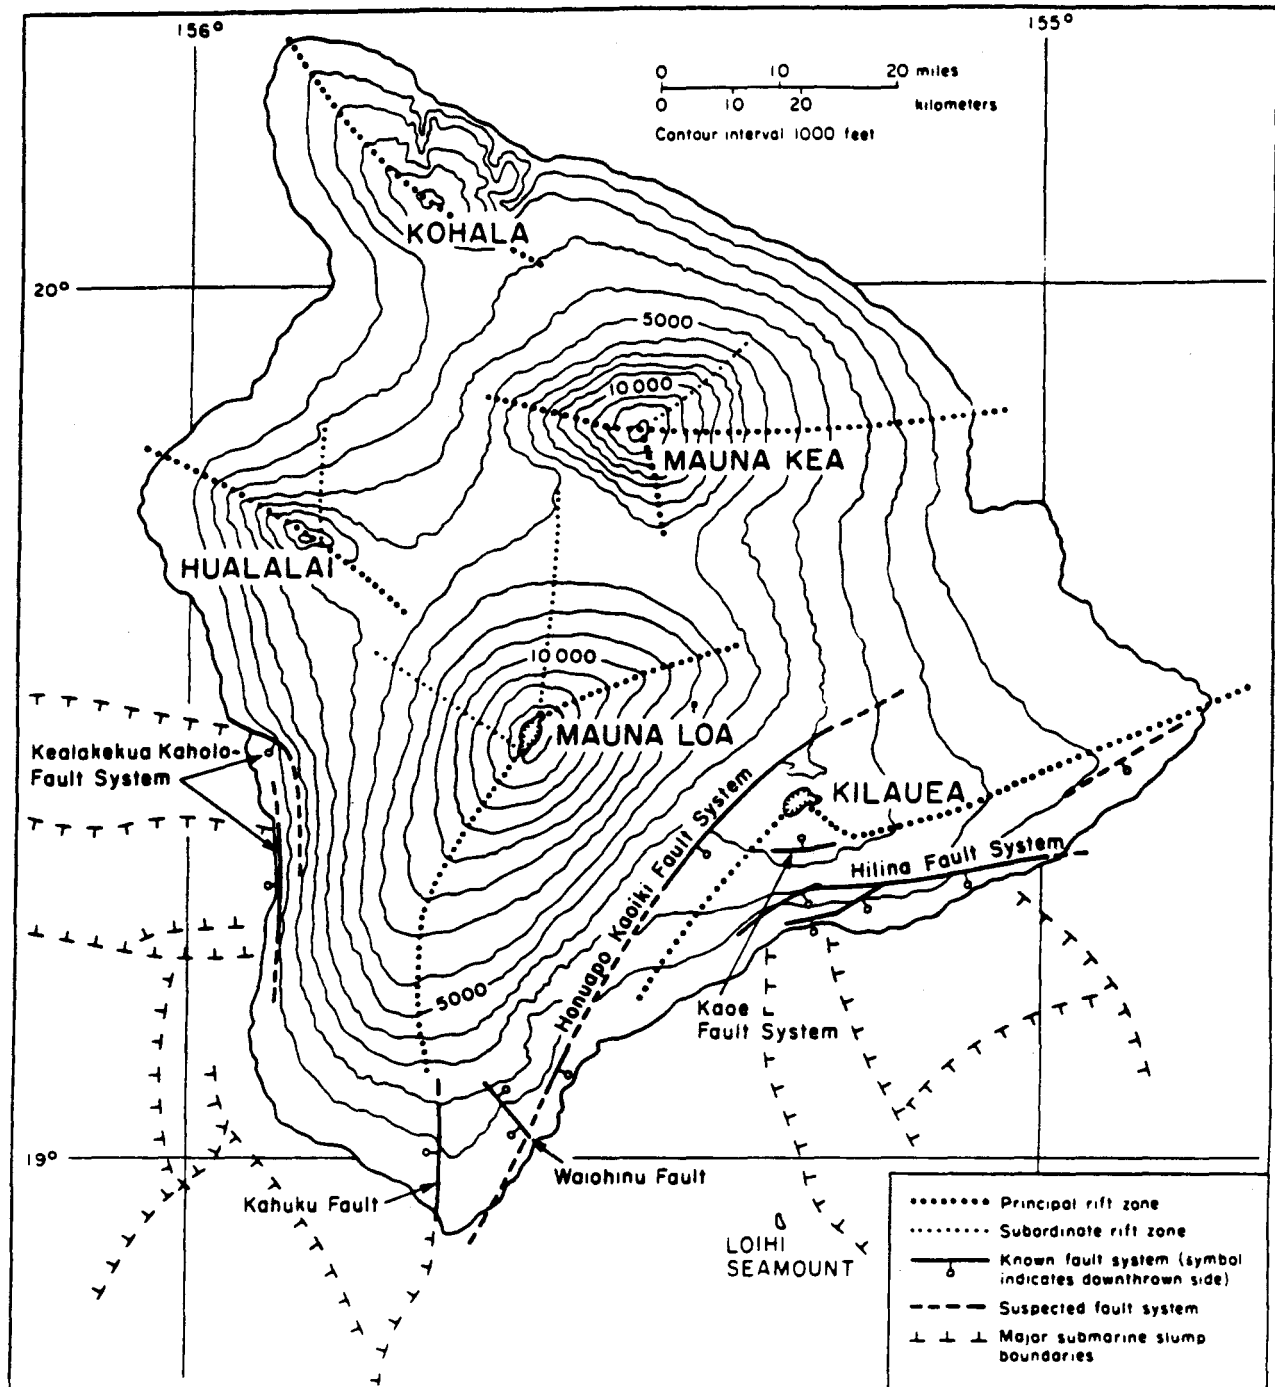 156°
155°
0 10 20 miles
0 10 20 kilometers
Contour interval 1000 feet
KOHALA
20°
5000
10 000
MAUNA KEA
HUALALAI
10 000
MAUNA LOA
Kealakekua Kaholo-
Fault System
KILAUEA
Honuapo Kaoiki Fault System
Hilina Fault System
5000
Kaoe
Fault System
19°
Waiohinu Fault
Kahuku Fault
LOIHI
SEAMOUNT
Principal rift zone
Subordinate rift zone
Known fault system (symbol
indicates downthrown side)
Suspected fault system
Major submarine slump
boundaries